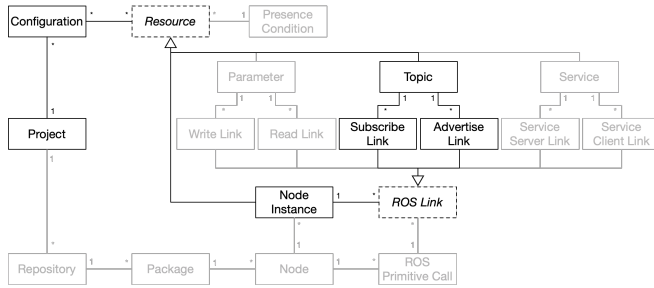 Configuration
*
*
Resource
*
1
Presence
Condition
*
Parameter
Topic
Service
1
1
1
1
1
1
*
*
*
*
*
*
1
Project
Write Link
Read Link
Subscribe
Link
Advertise
Link
Service
Server Link
Service
Client Link
1
Node
Instance
1
*
ROS Link
*
*
*
1
1
Repository
1
*
Package
1
*
Node
1
*
ROS
Primitive Call